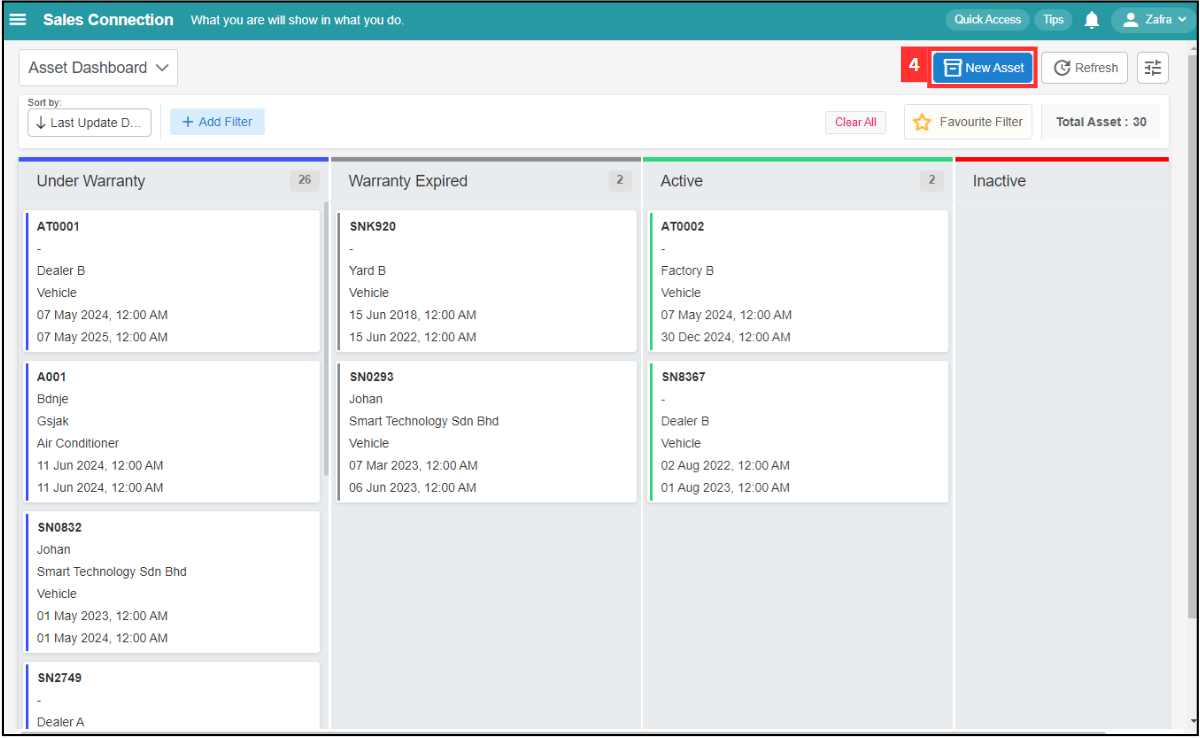 Sales Connection What you are will show in what you do.
Quick Access Tips Zafra
Asset Dashboard
4 New Asset Refresh
Sort by:
Last Update D... + Add Filter
Clear All Favourite Filter Total Asset : 30
Under Warranty 26
AT0001
-
Dealer B
Vehicle
07 May 2024, 12:00 AM
07 May 2025, 12:00 AM
A001
Bdnje
Gsjak
Air Conditioner
11 Jun 2024, 12:00 AM
11 Jun 2024, 12:00 AM
SN0832
Johan
Smart Technology Sdn Bhd
Vehicle
01 May 2023, 12:00 AM
01 May 2024, 12:00 AM
SN2749
-
Dealer A
Warranty Expired 2
SNK920
-
Yard B
Vehicle
15 Jun 2018, 12:00 AM
15 Jun 2022, 12:00 AM
SN0293
Johan
Smart Technology Sdn Bhd
Vehicle
07 Mar 2023, 12:00 AM
06 Jun 2023, 12:00 AM
Active 2
AT0002
-
Factory B
Vehicle
07 May 2024, 12:00 AM
30 Dec 2024, 12:00 AM
SN8367
-
Dealer B
Vehicle
02 Aug 2022, 12:00 AM
01 Aug 2023, 12:00 AM
Inactive